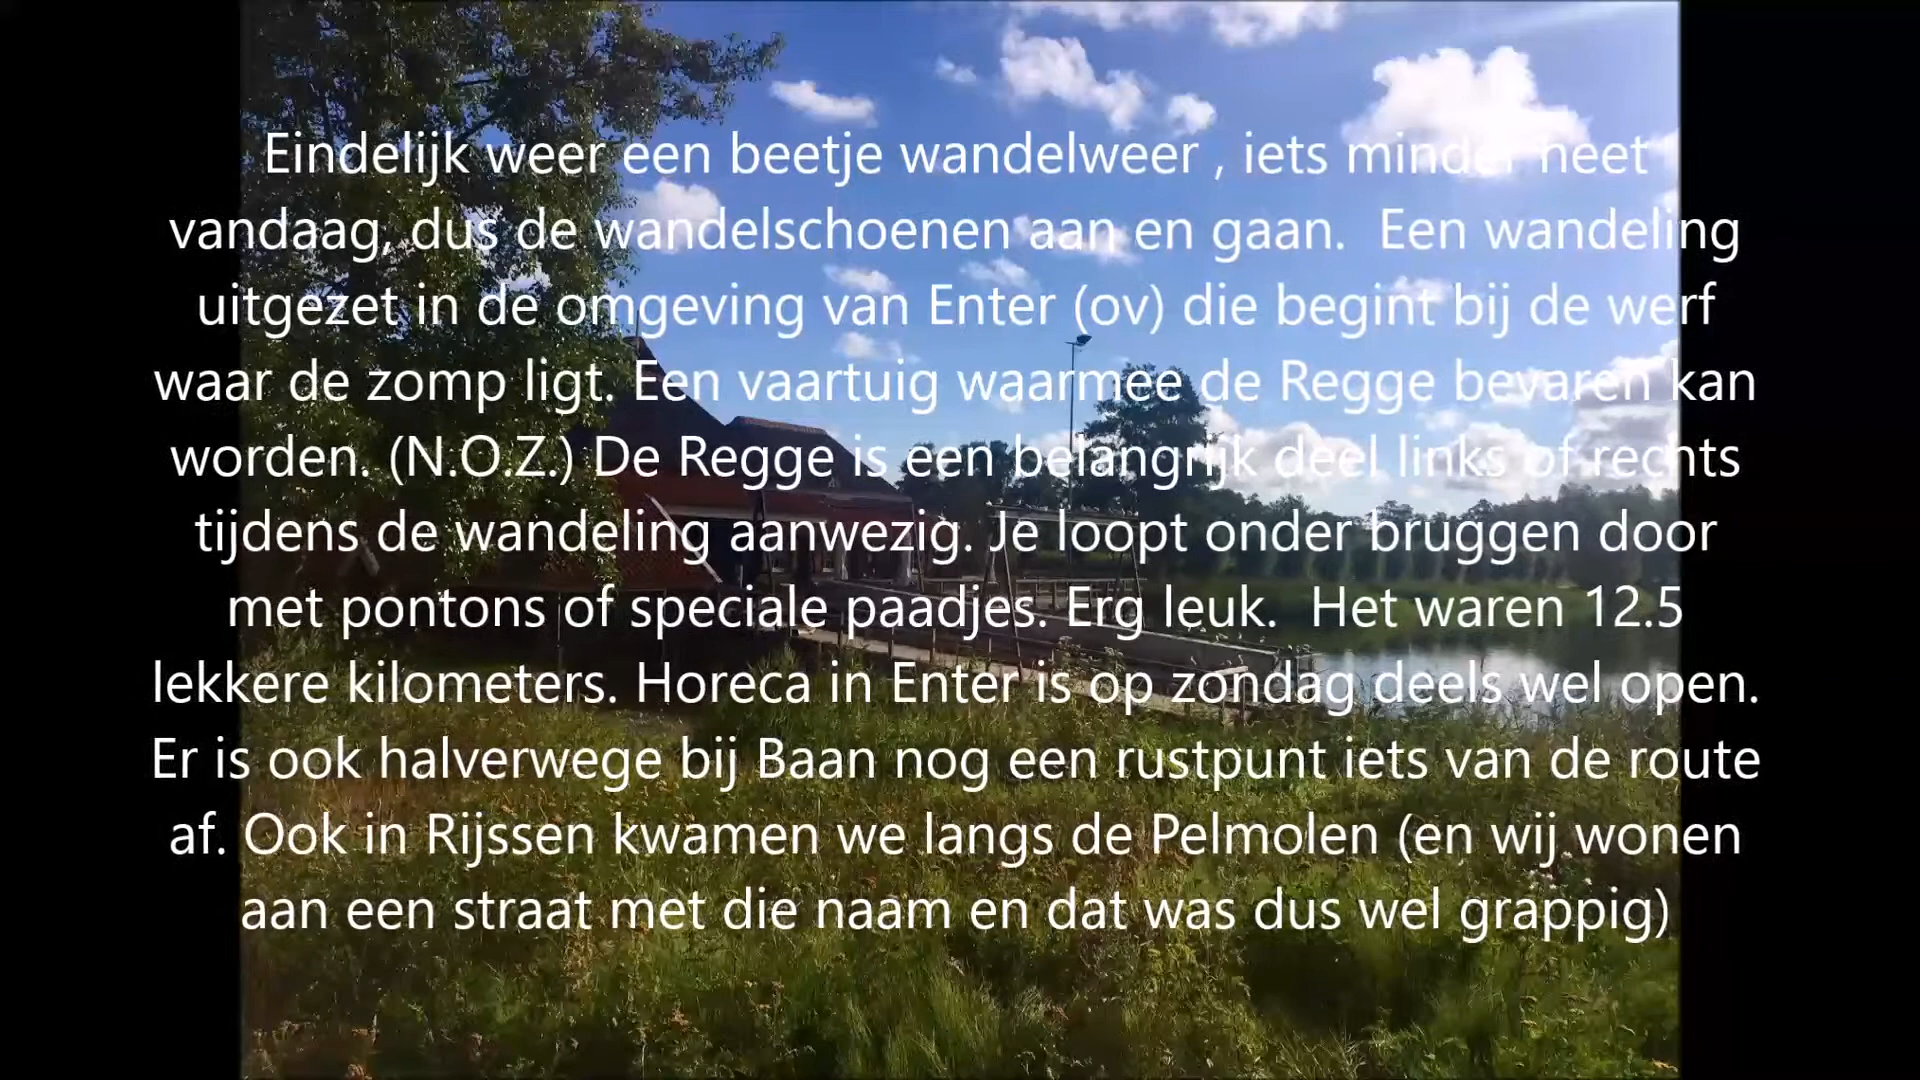 Eindelijk weer een beetje wandelweer , iets minder heet
vandaag, dus de wandelschoenen aan en gaan.  Een wandeling
uitgezet in de omgeving van Enter (ov) die begint bij de werf
waar de zomp ligt. Een vaartuig waarmee de Regge bevaren kan
worden. (N.O.Z.) De Regge is een belangrijk deel links of rechts
tijdens de wandeling aanwezig. Je loopt onder bruggen door
met pontons of speciale paadjes. Erg leuk.  Het waren 12.5
lekkere kilometers. Horeca in Enter is op zondag deels wel open.
Er is ook halverwege bij Baan nog een rustpunt iets van de route
af. Ook in Rijssen kwamen we langs de Pelmolen (en wij wonen
aan een straat met die naam en dat was dus wel grappig)